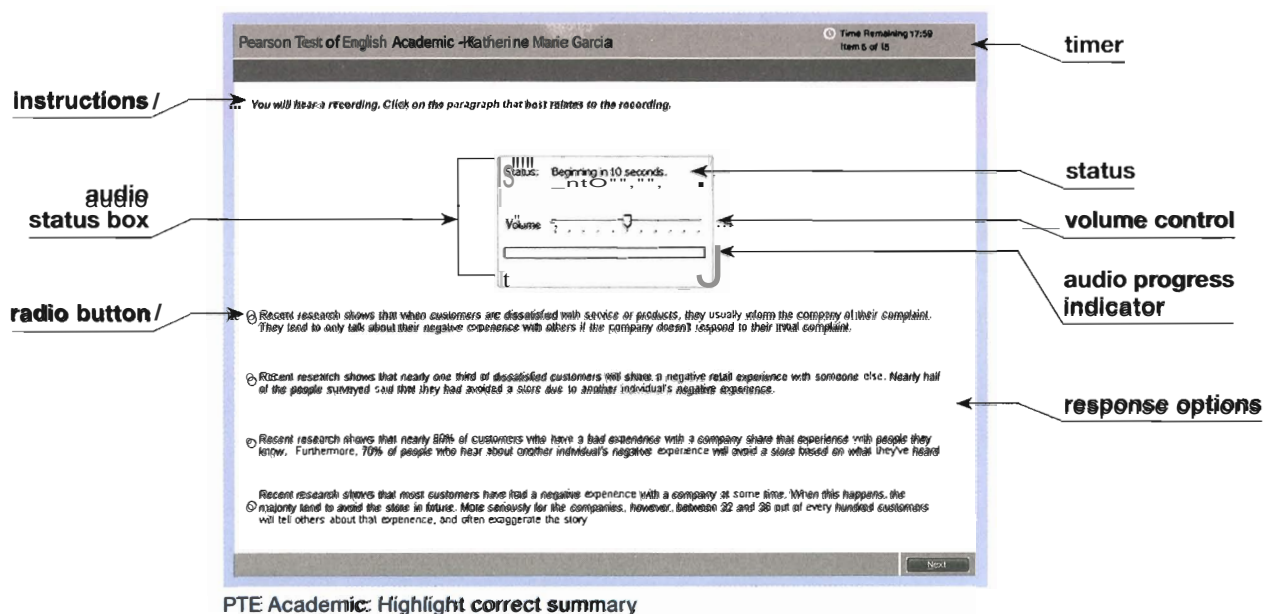 Pearson Test of English Academic - Katherine Marie Garcia
Time Remaining 17:59
Item 6 of 15
timer
instructions
You will hear a recording. Click on the paragraph that best relates to the recording.
audio
status box
Status: Beginning in 10 seconds.
status
Volume
volume control
audio progress
indicator
radio button
Recent research shows that when customers are dissatisfied with service or products, they usually inform the company of their complaint.
They tend to only talk about their negative experience with others if the company doesn't respond to their initial complaint.
Recent research shows that nearly one third of dissatisfied customers will share a negative retail experience with someone else. Nearly half
of the people surveyed said that they had avoided a store due to another individual's negative experience.
response options
Recent research shows that nearly of customers who have a bad experience with a company share that experience with people they
know. Furthermore, 70% of people who hear about another individual's negative experience will avoid a store based on what they've heard
Recent research shows that most customers have had a negative experience with a company at some time. When this happens, the
majority tend to avoid the store in future. More seriously for the companies, however, between 32 and 36 out of every hundred customers
will tell others about that experience, and often exaggerate the story
Next
PTE Academic: Highlight correct summary